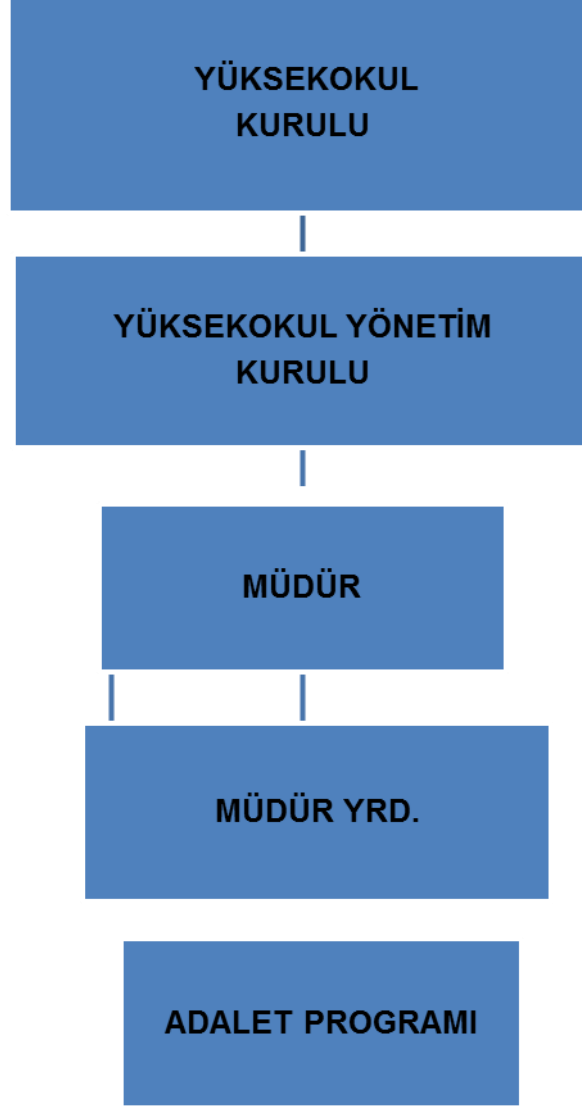 YÜKSEKOKUL
KURULU
YÜKSEKOKUL YÖNETİM
KURULU
MÜDÜR
MÜDÜR YRD.
ADALET PROGRAMI